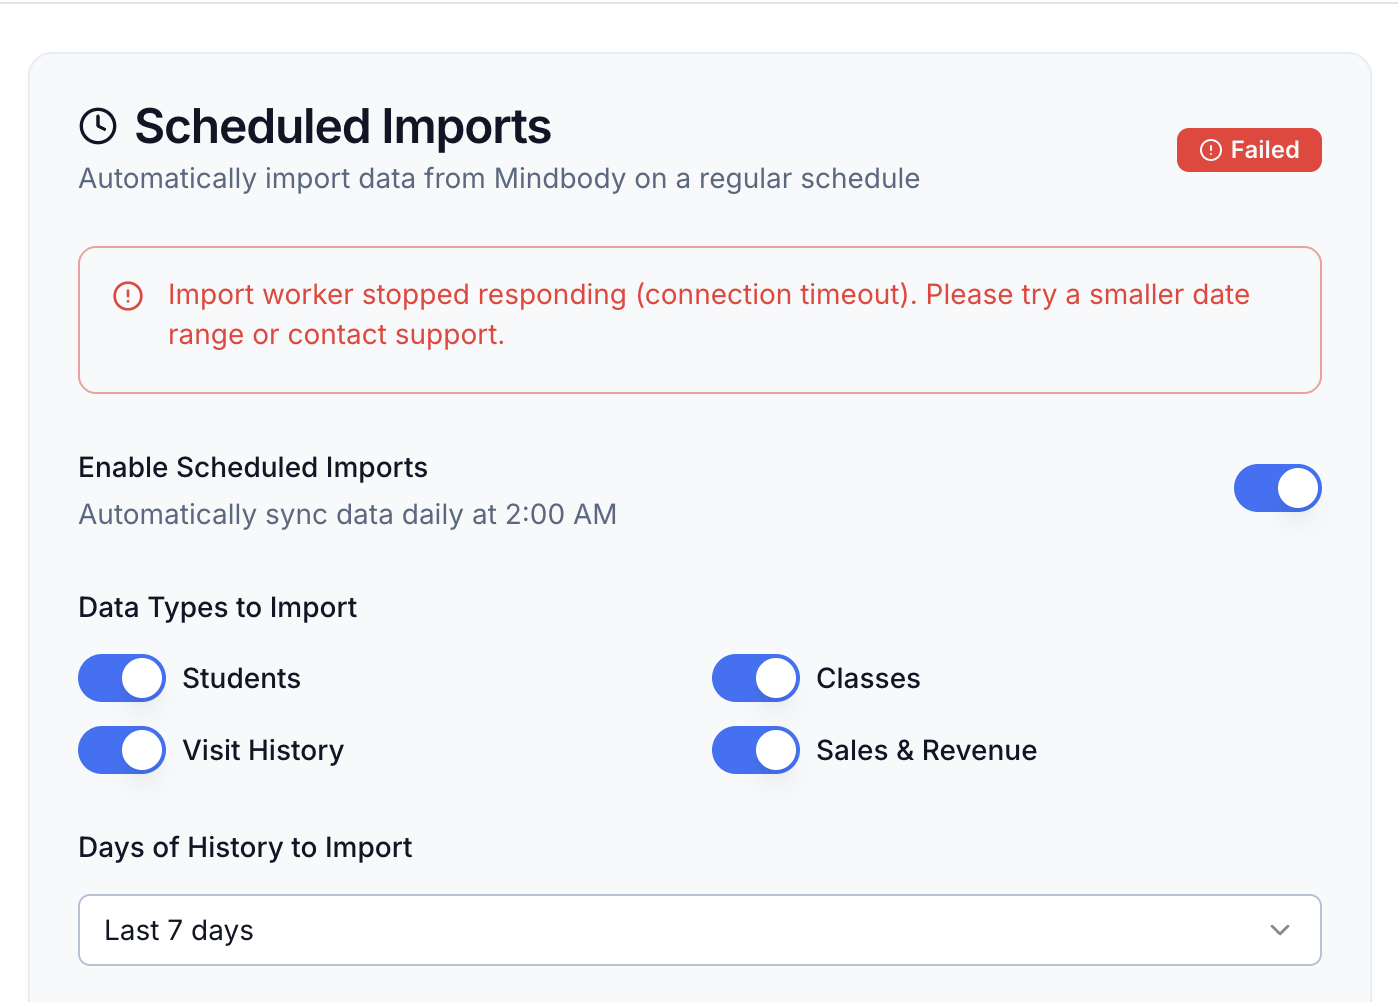 Scheduled Imports
Failed
Automatically import data from Mindbody on a regular schedule
Import worker stopped responding (connection timeout). Please try a smaller date
range or contact support.
Enable Scheduled Imports
Automatically sync data daily at 2:00 AM
Data Types to Import
Students
Classes
Visit History
Sales & Revenue
Days of History to Import
Last 7 days